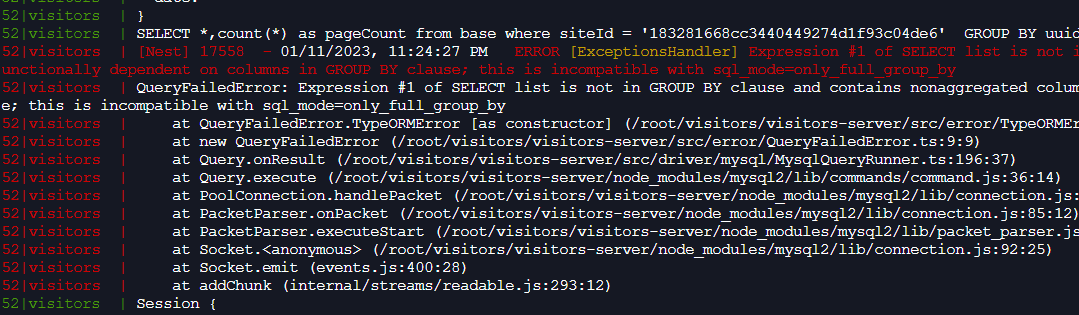 52|visitors | }
52|visitors | SELECT *,count(*) as pageCount from base where siteId = '183281668cc3440449274d1f93c04de6' GROUP BY uuid
52|visitors | [Nest] 17558 - 01/11/2023, 11:24:27 PM ERROR [ExceptionsHandler] Expression #1 of SELECT list is not i
unctionally dependent on columns in GROUP BY clause; this is incompatible with sql_mode=only_full_group_by
52|visitors | QueryFailedError: Expression #1 of SELECT list is not in GROUP BY clause and contains nonaggregated colum
e; this is incompatible with sql_mode=only_full_group_by
52|visitors | at QueryFailedError.TypeORMError [as constructor] (/root/visitors/visitors-server/src/error/TypeORMEr
52|visitors | at new QueryFailedError (/root/visitors/visitors-server/src/error/QueryFailedError.ts:9:9)
52|visitors | at Query.onResult (/root/visitors/visitors-server/src/driver/mysql/MysqlQueryRunner.ts:196:37)
52|visitors | at Query.execute (/root/visitors/visitors-server/node_modules/mysql2/lib/commands/command.js:36:14)
52|visitors | at PoolConnection.handlePacket (/root/visitors/visitors-server/node_modules/mysql2/lib/connection.js:
52|visitors | at PacketParser.onPacket (/root/visitors/visitors-server/node_modules/mysql2/lib/connection.js:85:12)
52|visitors | at PacketParser.executeStart (/root/visitors/visitors-server/node_modules/mysql2/lib/packet_parser.js
52|visitors | at Socket.<anonymous> (/root/visitors/visitors-server/node_modules/mysql2/lib/connection.js:92:25)
52|visitors | at Socket.emit (events.js:400:28)
52|visitors | at addChunk (internal/streams/readable.js:293:12)
52|visitors | Session {